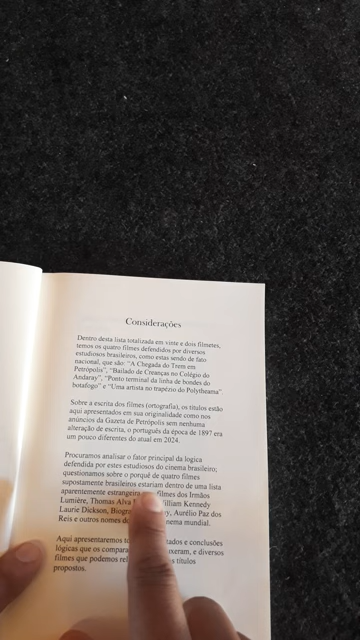 Considerações
Dentro desta lista totalizada em vinte e dois filmetes,
temos os quatro filmes defendidos por diversos
estudiosos brasileiros, como estas sendo de fato
nacional, que são: "A Chegada do Trem em
Petrópolis", "Bailado de Creanças no Colégio do
Andaray", "Ponto terminal da linha de bondes do
botafogo" e "Uma artista no trapézio do Polytheama"
Sobre a escrita dos filmes (ortografia), os títulos estão
aqui apresentados em sua originalidade como nos
anúncios da Gazeta de Petrópolis sem nenhuma
alteração de escrita, o português da época de 1897 era
um pouco diferentes do atual em 2024.
Procuramos analisar o fator principal da logica
defendida por estes estudiosos do cinema brasileiro;
questionamos sobre o porquê de quatro filmes
supostamente brasileiros estariam dentro de uma lista
aparentemente estrangeira filmes dos Irmãos
Lumière, Thomas Alva William Kennedy
Laurie Dickson, Aurélio Paz dos
Reis e outros nomes do cinema mundial.
Aqui apresentaremos e conclusões
lógicas que os e diversos
filmes que podemos títulos
propostos.